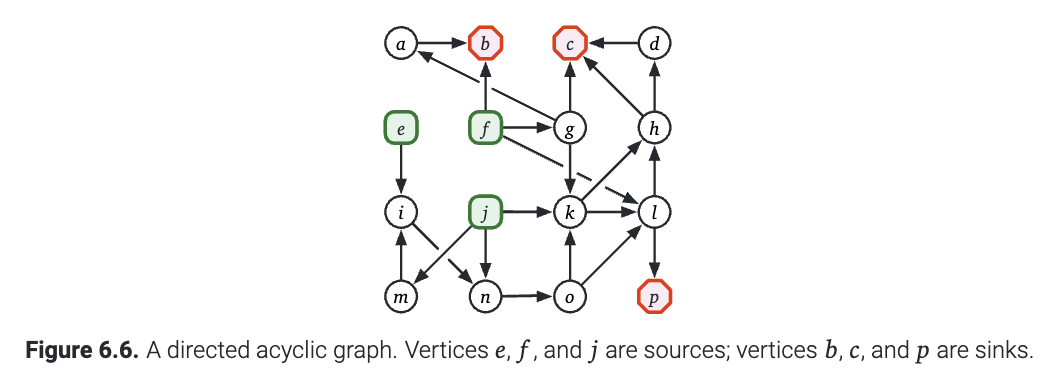 a b c d
e f g h
i j k l
m n o p
Figure 6.6. A directed acyclic graph. Vertices e, f, and j are sources; vertices b, c, and p are sinks.